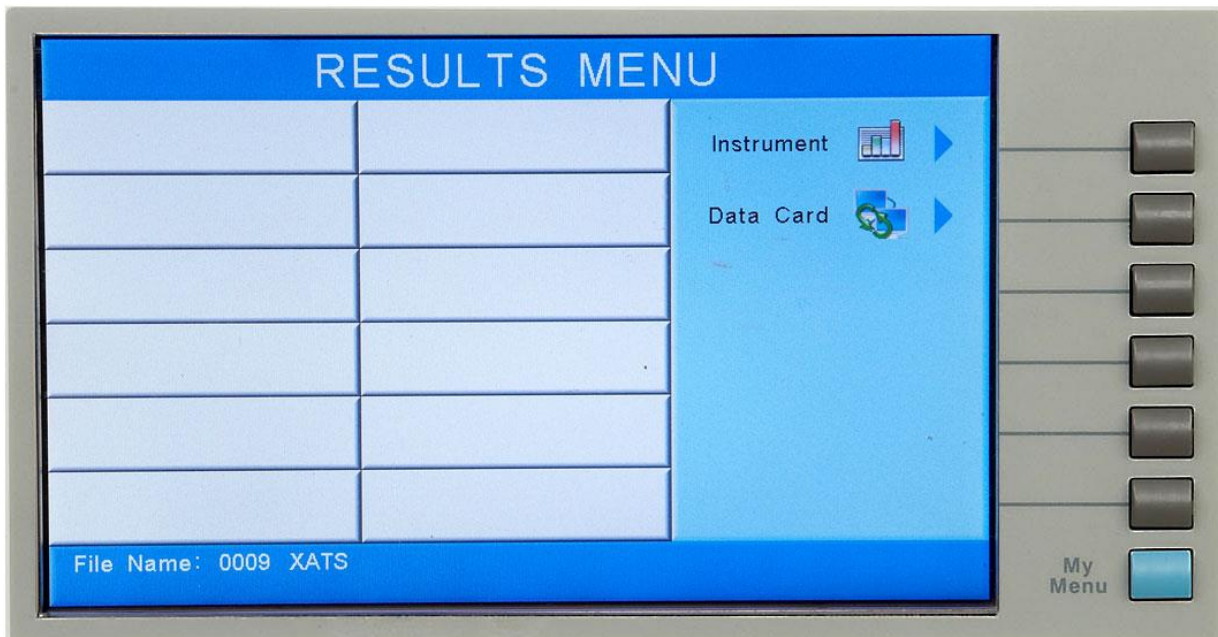 RESULTS MENU
Instrument
Data Card
File Name: 0009 XATS
My
Menu